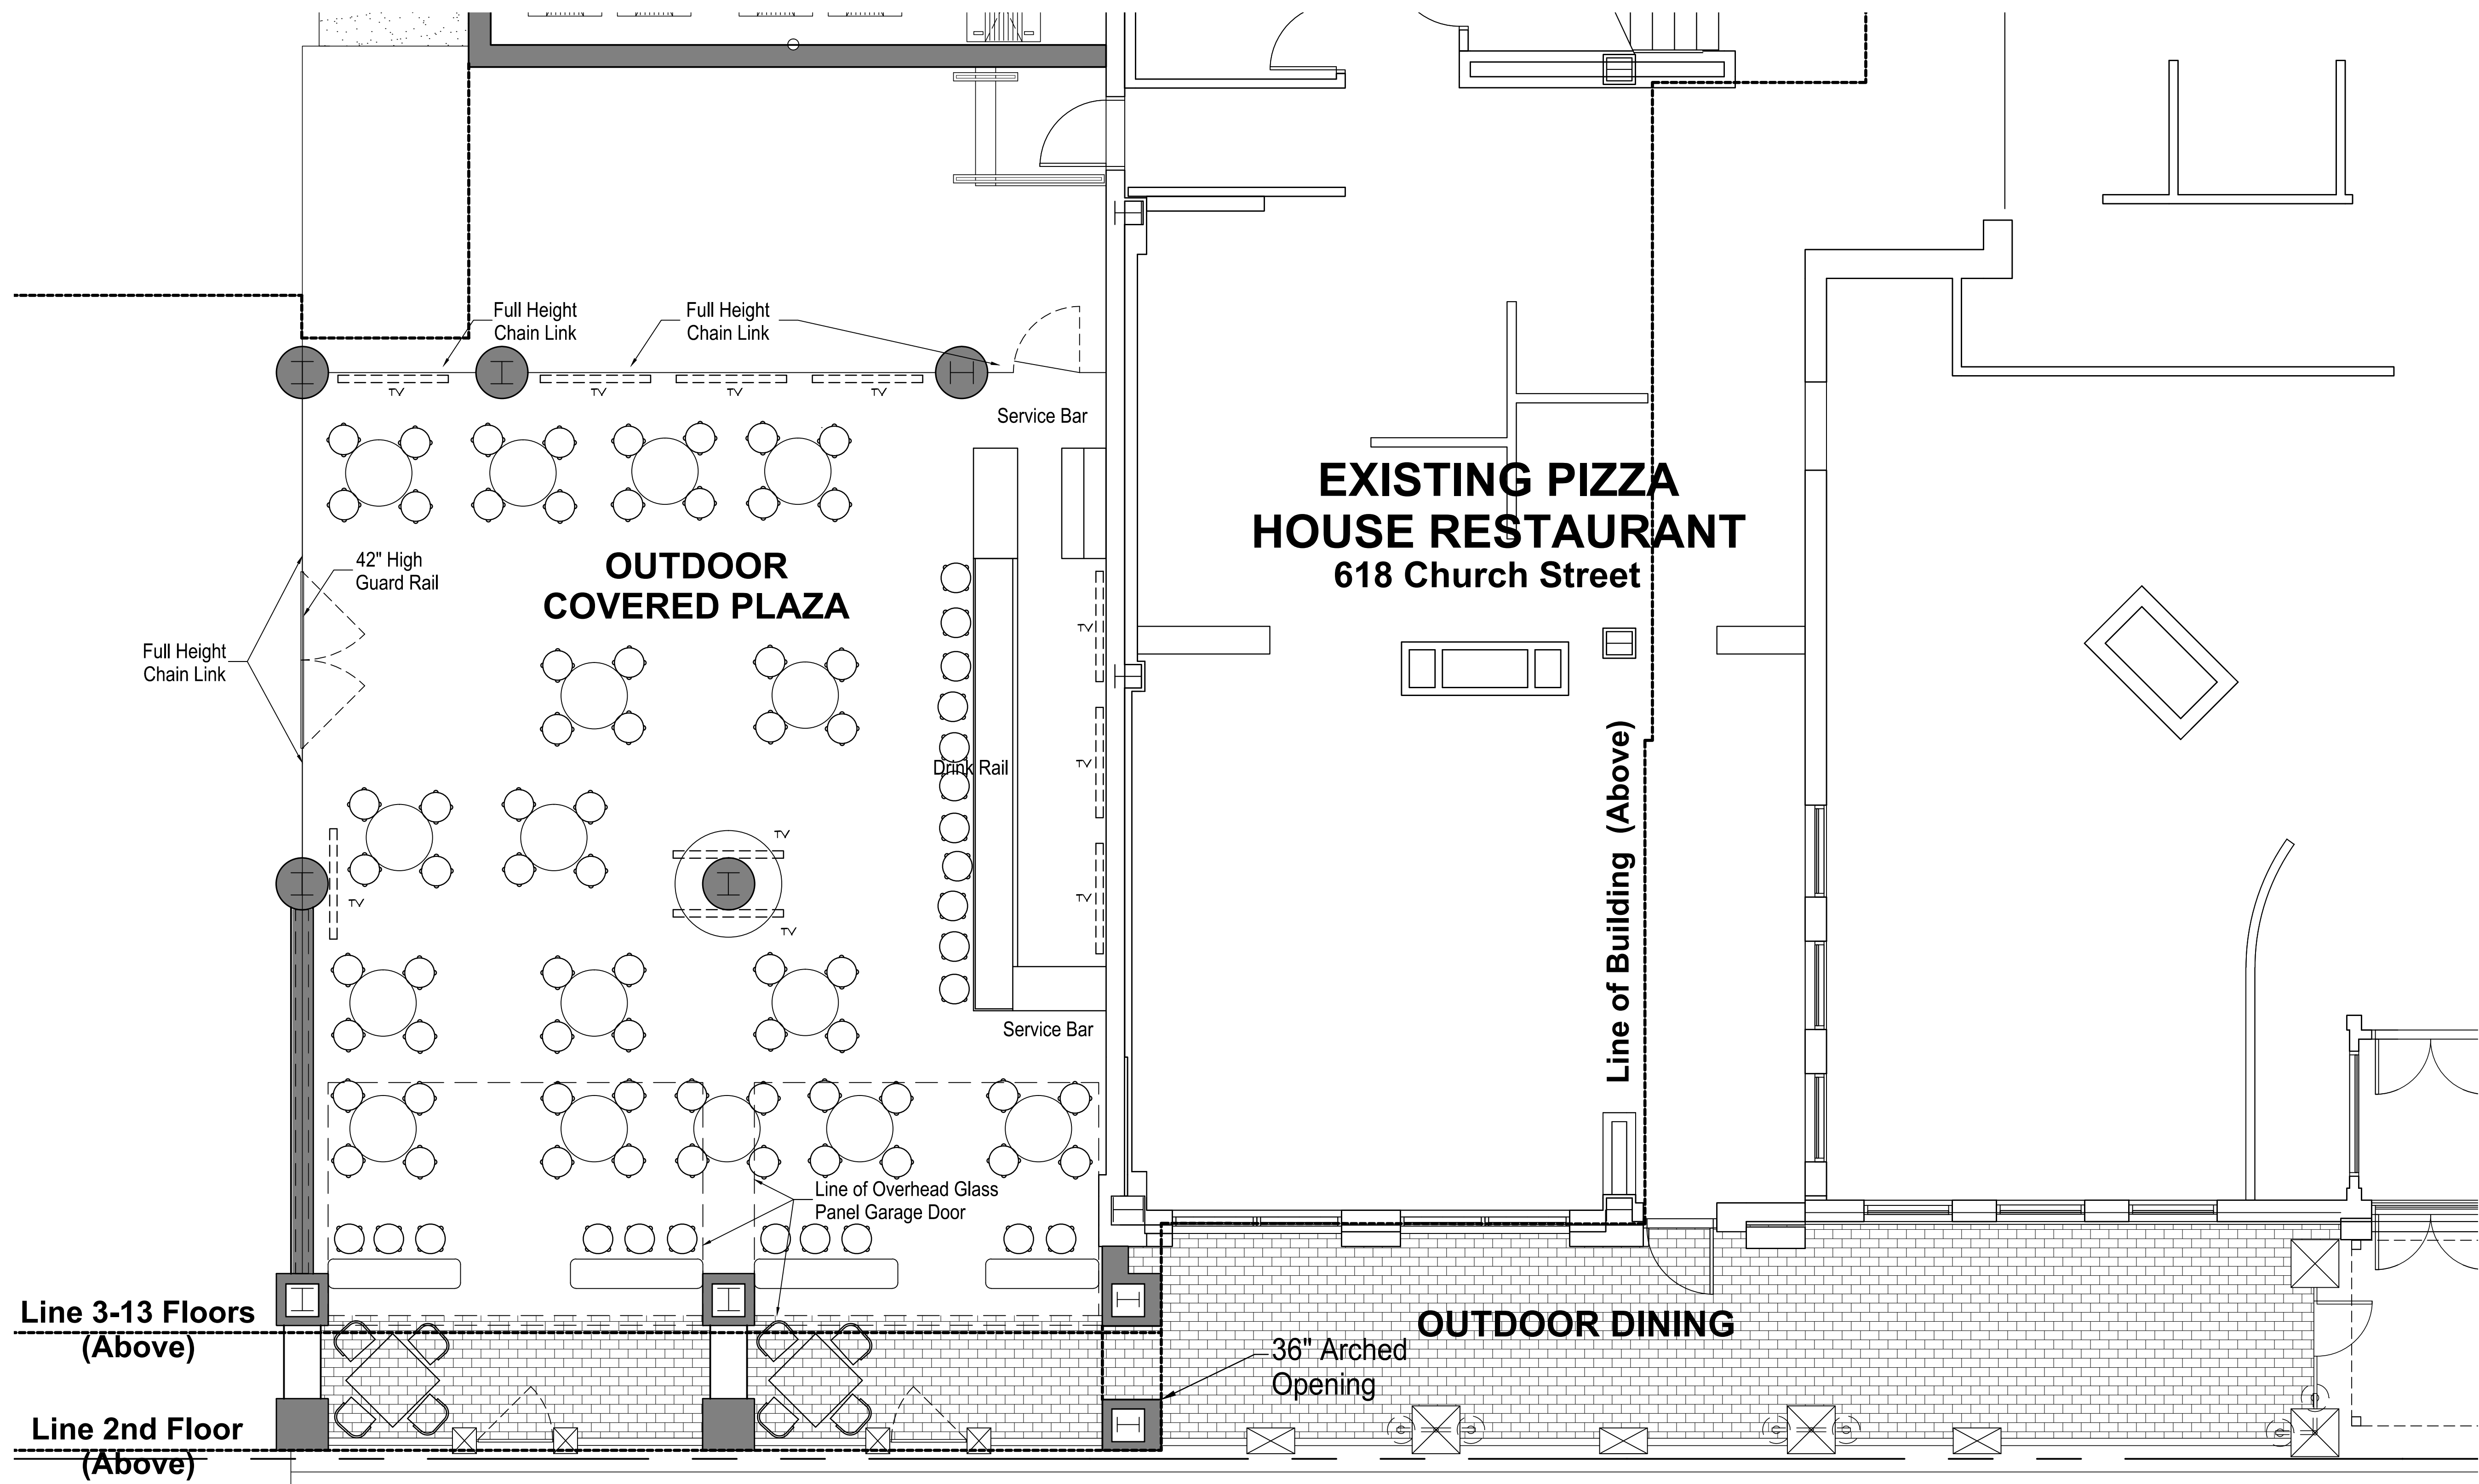 Full Height
Chain Link
Full Height
Chain Link
TV
TV
TV
TV
Service Bar
EXISTING PIZZA
HOUSE RESTAURANT
618 Church Street
42" High
Guard Rail
OUTDOOR
COVERED PLAZA
Full Height
Chain Link
TV
TV
TV
Drink Rail
TV
TV
TV
Line of Building (Above)
Service Bar
Line of Overhead Glass
Panel Garage Door
Line 3-13 Floors
(Above)
OUTDOOR DINING
36" Arched
Opening
Line 2nd Floor
(Above)